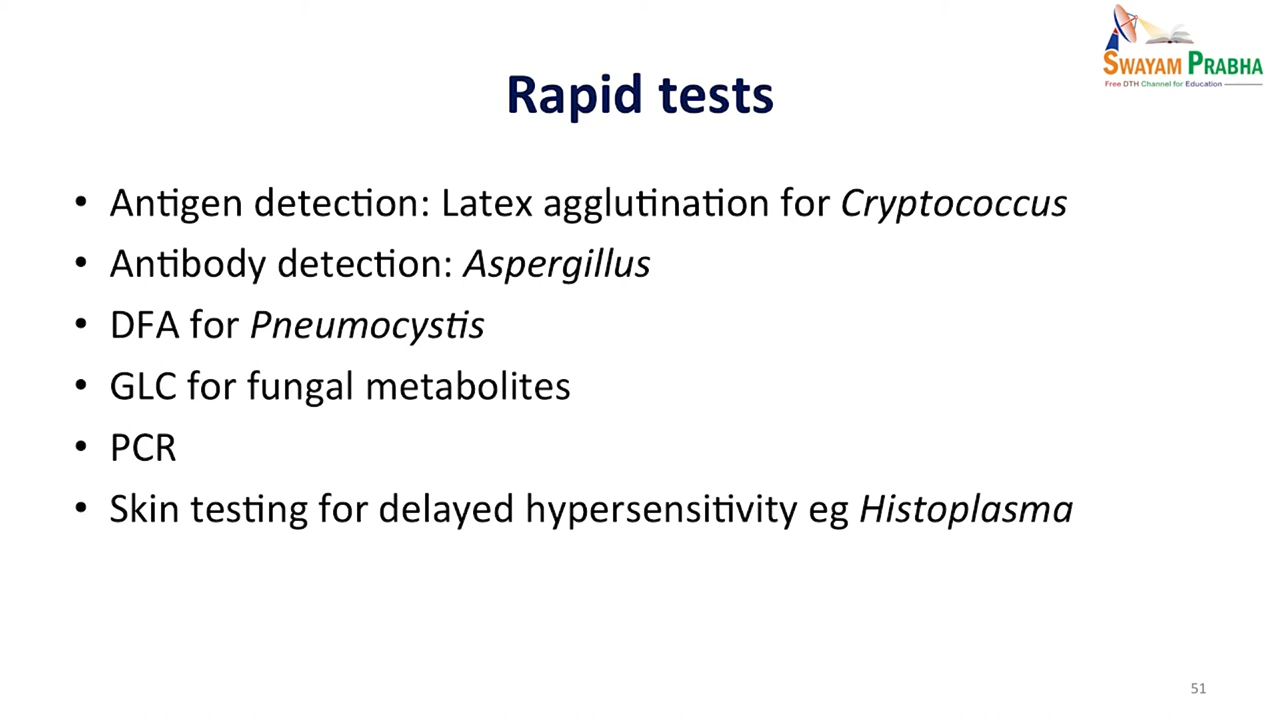 SWAYAM PRABHA
Free DTH Channel for Education
Rapid tests
• Antigen detection: Latex agglutination for Cryptococcus
• Antibody detection: Aspergillus
• DFA for Pneumocystis
• GLC for fungal metabolites
• PCR
• Skin testing for delayed hypersensitivity eg Histoplasma
51